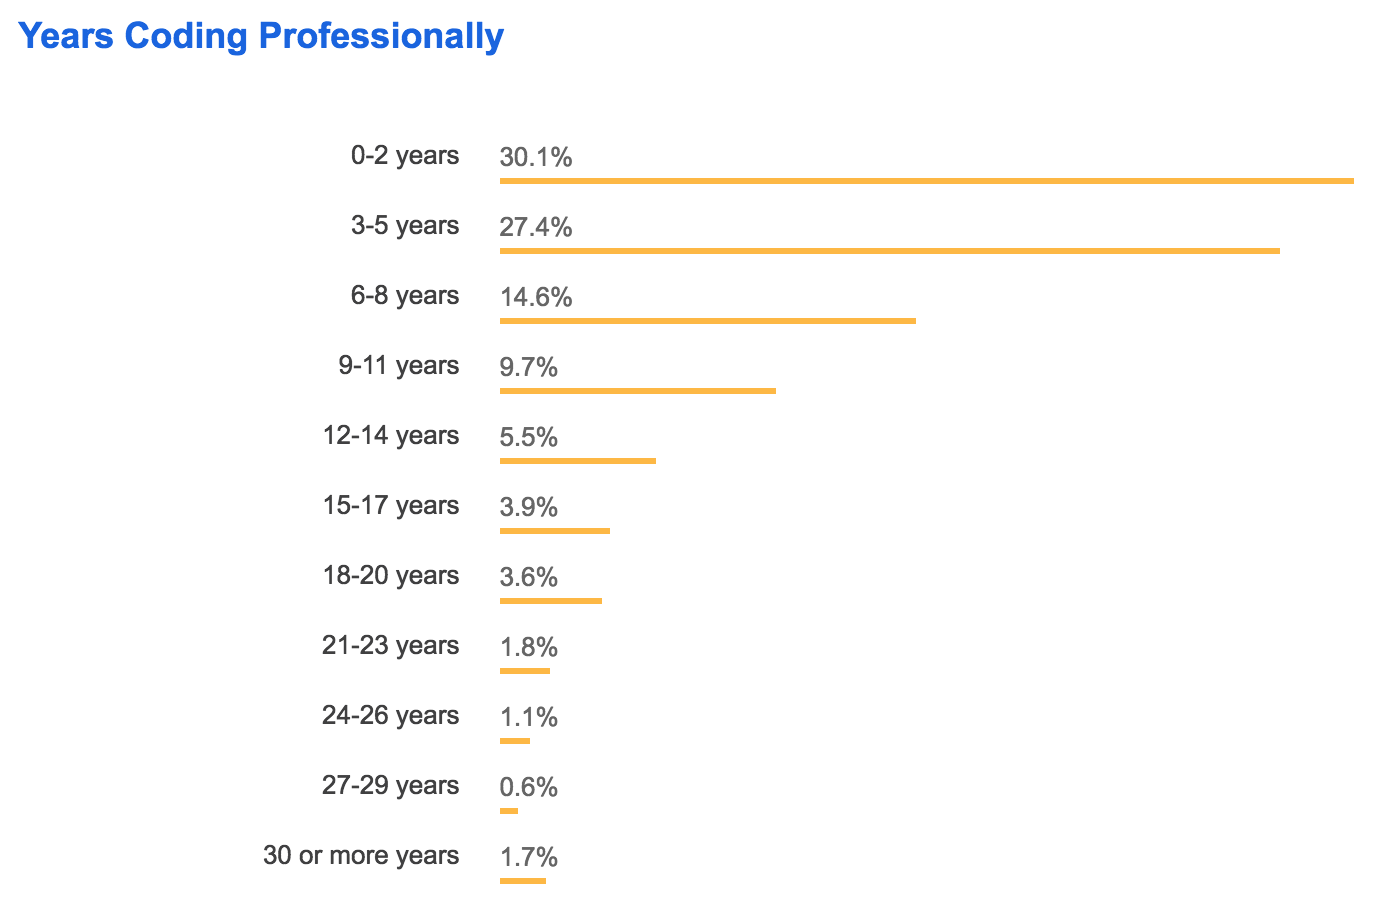 Years Coding Professionally
0-2 years 30.1%
3-5 years 27.4%
6-8 years 14.6%
9-11 years 9.7%
12-14 years 5.5%
15-17 years 3.9%
18-20 years 3.6%
21-23 years 1.8%
24-26 years 1.1%
27-29 years 0.6%
30 or more years 1.7%